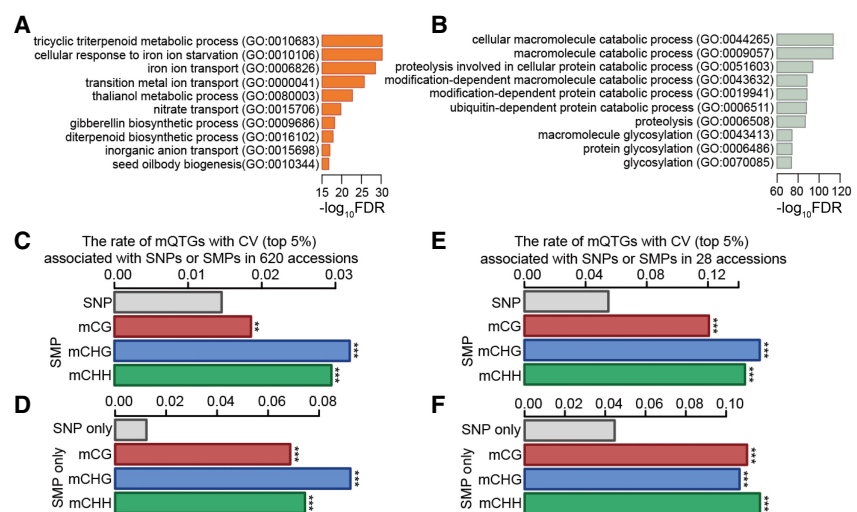 A
tricyclic triterpenoid metabolic process (GO:0010683)
cellular response to iron ion starvation (GO:0010106)
iron ion transport (GO:0006826)
transition metal ion transport (GO:0000041)
thalianol metabolic process (GO:0080003)
nitrate transport (GO:0015706)
gibberellin biosynthetic process (GO:0009686)
diterpenoid biosynthetic process (GO:0016102)
inorganic anion transport (GO:0015698)
seed oilbody biogenesis(GO:0010344)
15 20 25 30
-log10FDR
B
cellular macromolecule catabolic process (GO:0044265)
macromolecule catabolic process (GO:0009057)
proteolysis involved in cellular protein catabolic process (GO:0051603)
modification-dependent macromolecule catabolic process (GO:0043632)
modification-dependent protein catabolic process (GO:0019941)
ubiquitin-dependent protein catabolic process (GO:0006511)
proteolysis (GO:0006508)
macromolecule glycosylation (GO:0043413)
protein glycosylation (GO:0006486)
glycosylation (GO:0070085)
60 80 100 120
-log10FDR
C
The rate of mQTGs with CV (top 5%)
associated with SNPs or SMPs in 620 accessions
0.00 0.01 0.02 0.03
SNP
SMP
mCG **
mCHG ***
mCHH ***
D
0.00 0.02 0.04 0.06 0.08
SNP only
SMP only
mCG ***
mCHG ***
mCHH ***
E
The rate of mQTGs with CV (top 5%)
associated with SNPs or SMPs in 28 accessions
0.00 0.04 0.08 0.12
SNP
SMP
mCG ***
mCHG ***
mCHH ***
F
0.00 0.02 0.04 0.06 0.10
SNP only
SMP only
mCG ***
mCHG ***
mCHH ***